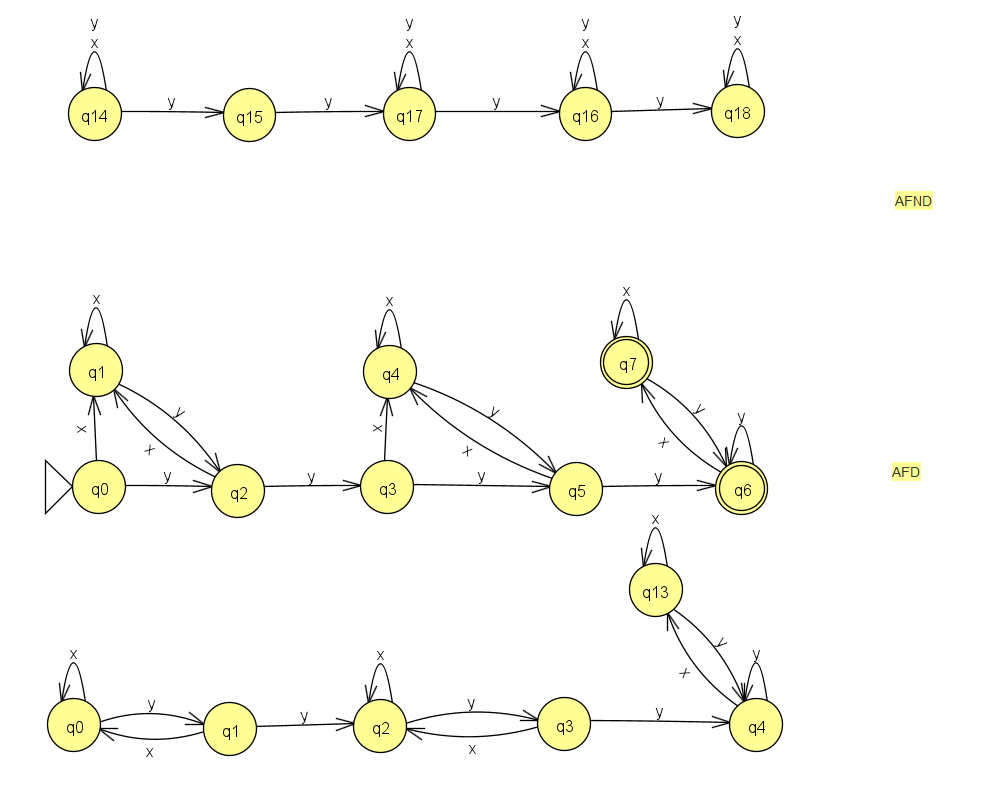 y y y y
x x x x
q14 y q15 y q17 y q16 y q18
AFND
x x x
q1 q4 q7
y y y
x x x x x y
q0 y q2 y q3 y q5 y q6
AFD
x
q13
y
x x x y
q0 y q1 y q2 y q3 y q4
x x